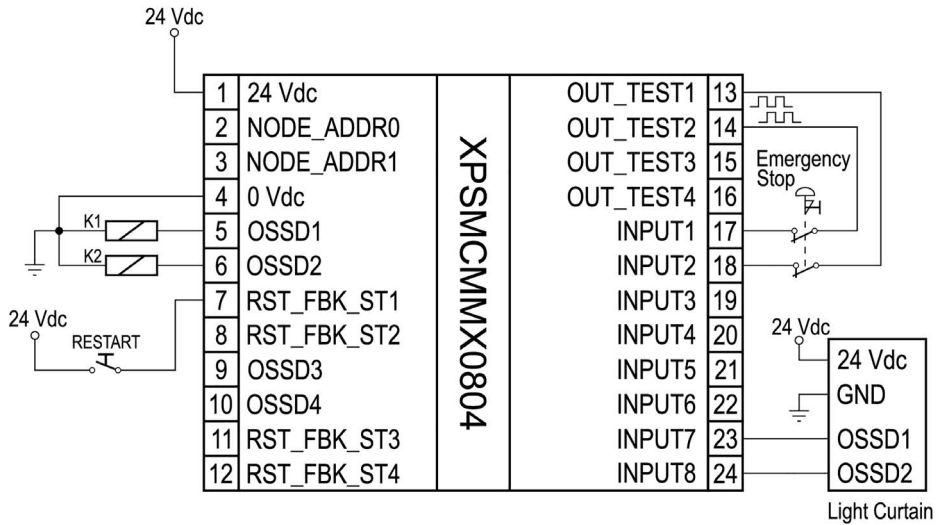 24 Vdc
1 24 Vdc
2 NODE_ADDR0
3 NODE_ADDR1
4 0 Vdc
K1
5 OSSD1
K2
6 OSSD2
7 RST_FBK_ST1
24 Vdc
RESTART
8 RST_FBK_ST2
9 OSSD3
10 OSSD4
11 RST_FBK_ST3
12 RST_FBK_ST4
XPSMCMMX0804
OUT_TEST1 13
OUT_TEST2 14
OUT_TEST3 15
OUT_TEST4 16
Emergency
Stop
INPUT1 17
INPUT2 18
INPUT3 19
INPUT4 20
INPUT5 21
INPUT6 22
INPUT7 23
INPUT8 24
24 Vdc
24 Vdc
GND
OSSD1
OSSD2
Light Curtain